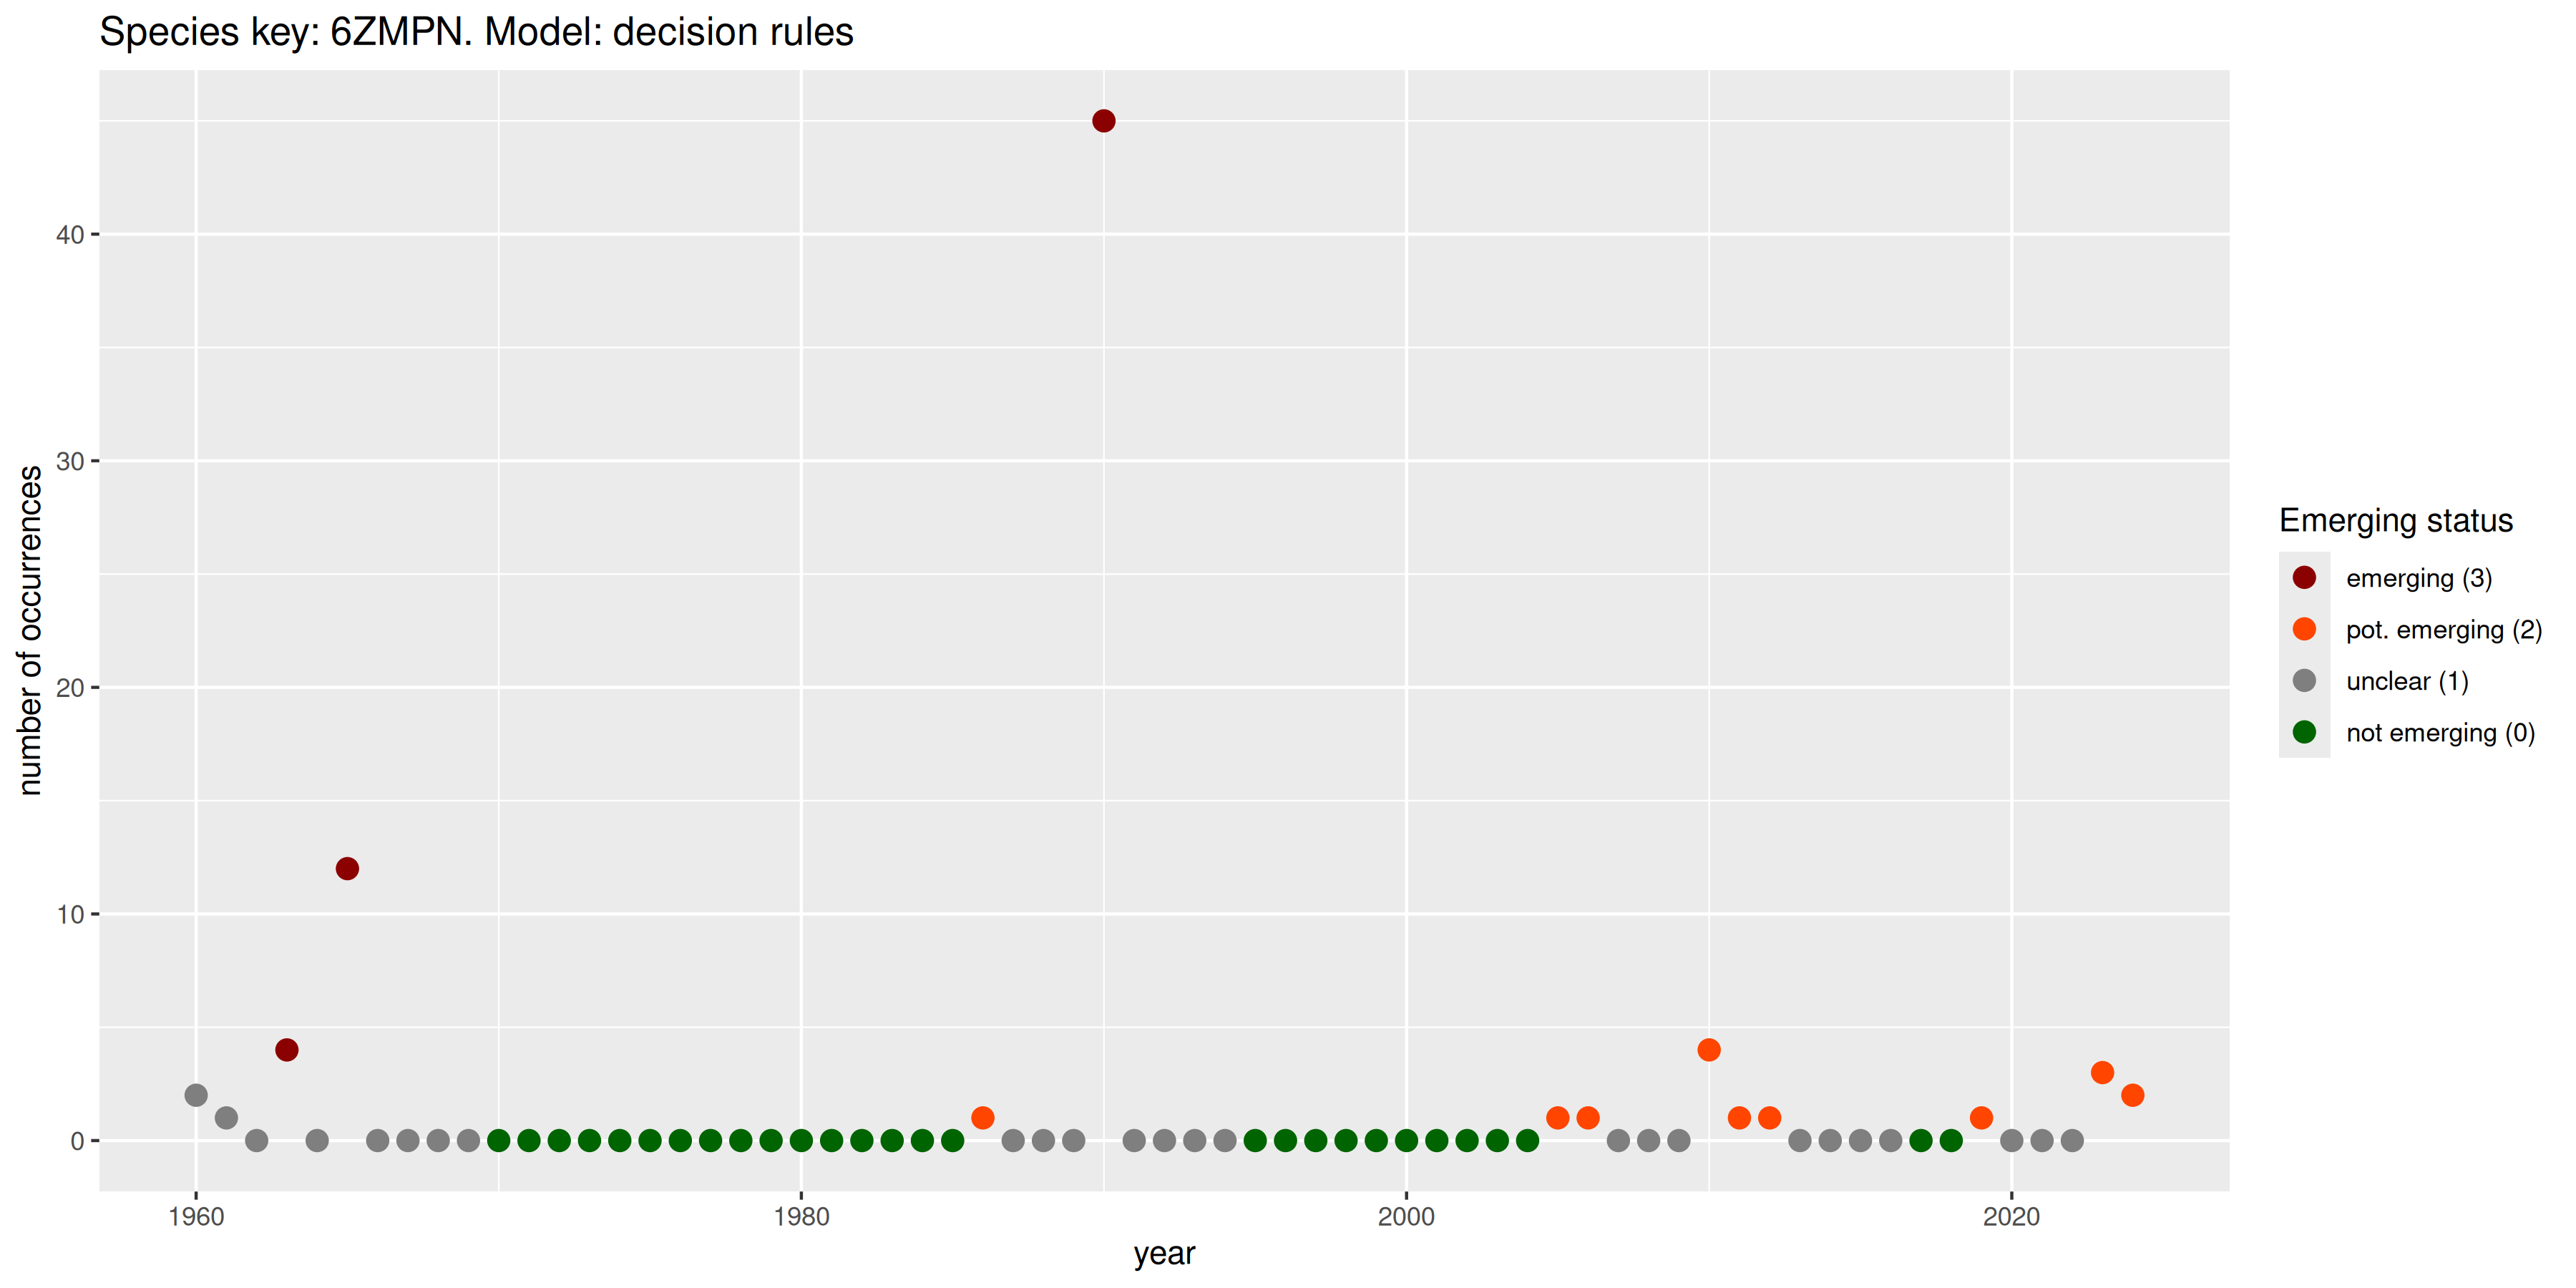 Species key: 6ZMPN. Model: decision rules
number of occurrences
40
30
20
10
0
1960
1980
2000
2020
year
Emerging status
emerging (3)
pot. emerging (2)
unclear (1)
not emerging (0)